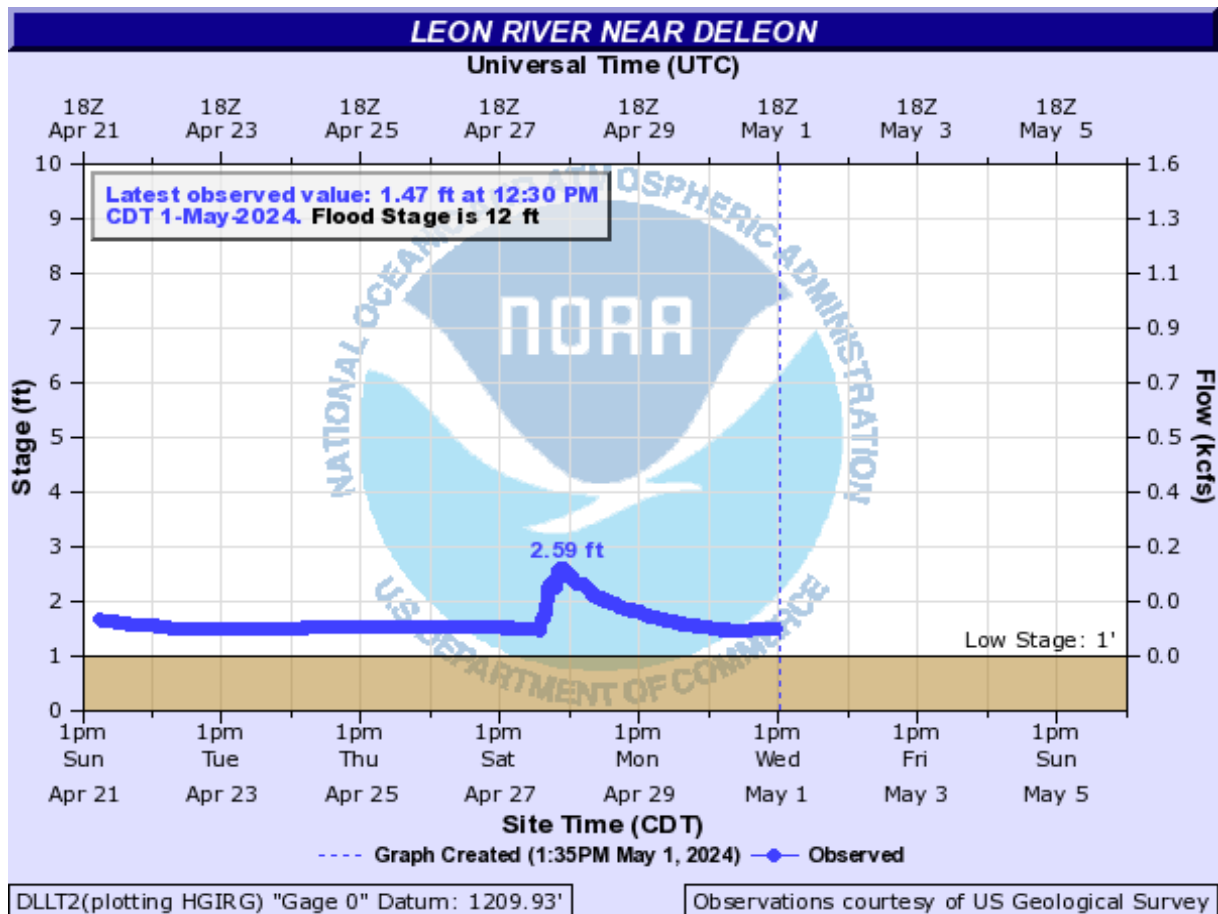 LEON RIVER NEAR DELEON
Universal Time (UTC)
18Z 18Z 18Z 18Z 18Z 18Z 18Z 18Z
Apr 21 Apr 23 Apr 25 Apr 27 Apr 29 May 1 May 3 May 5
Latest observed value: 1.47 ft at 12:30 PM
CDT 1-May-2024. Flood Stage is 12 ft
10
9
8
7
6
5
4
3
2
1
0
Stage (ft)
1.6
1.3
1.1
0.9
0.7
0.5
0.4
0.2
0.0
0.0
Flow (kcfs)
NATIONAL OCEANIC AND ATMOSPHERIC ADMINISTRATION
NOAA
U.S. DEPARTMENT OF COMMERCE
2.59 ft
Low Stage: 1'
1pm 1pm 1pm 1pm 1pm 1pm 1pm 1pm
Sun Tue Thu Sat Mon Wed Fri Sun
Apr 21 Apr 23 Apr 25 Apr 27 Apr 29 May 1 May 3 May 5
Site Time (CDT)
Graph Created (1:35PM May 1, 2024) Observed
DLLT2(plotting HGIRG) "Gage 0" Datum: 1209.93'
Observations courtesy of US Geological Survey